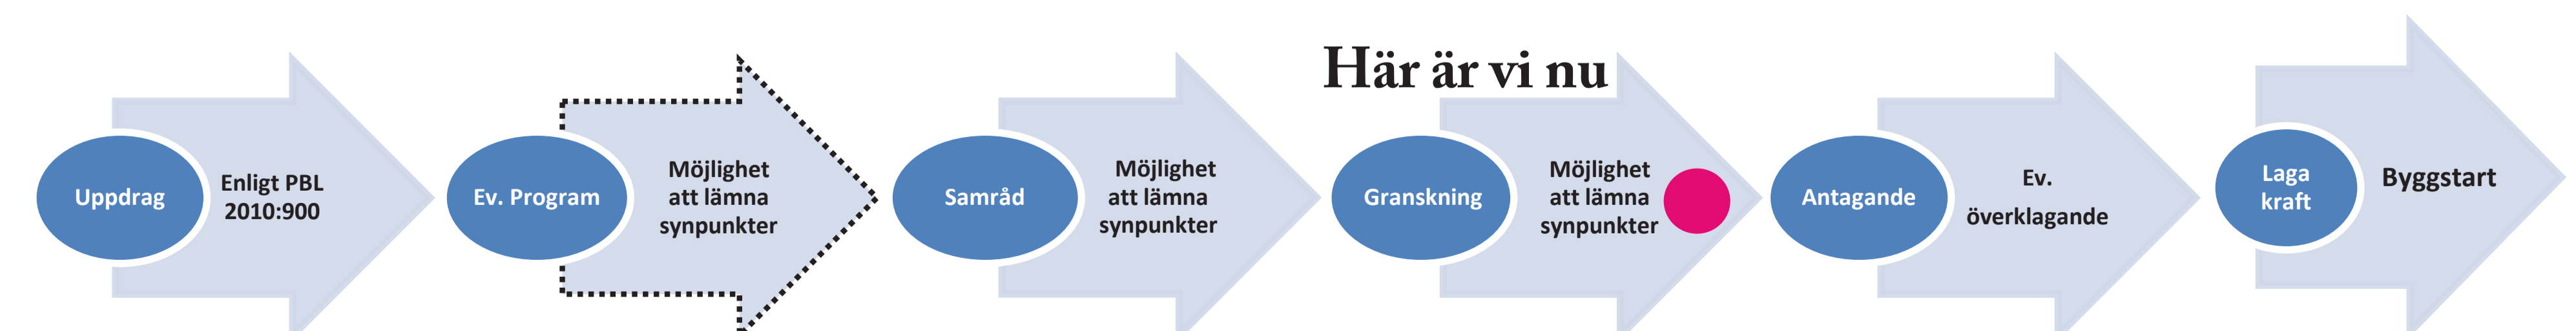 Här är vi nu
Uppdrag
Enligt PBL
2010:900
Ev. Program
Möjlighet
att lämna
synpunkter
Samråd
Möjlighet
att lämna
synpunkter
Granskning
Möjlighet
att lämna
synpunkter
Antagande
Ev.
överklagande
Laga
kraft
Byggstart